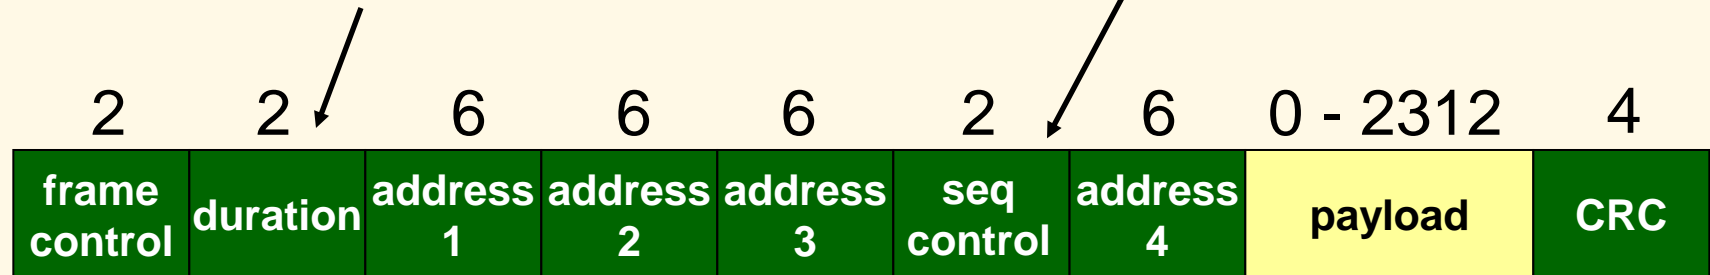 2 2 6 6 6 2 6 0 - 2312 4
frame control duration address 1 address 2 address 3 seq control address 4 payload CRC